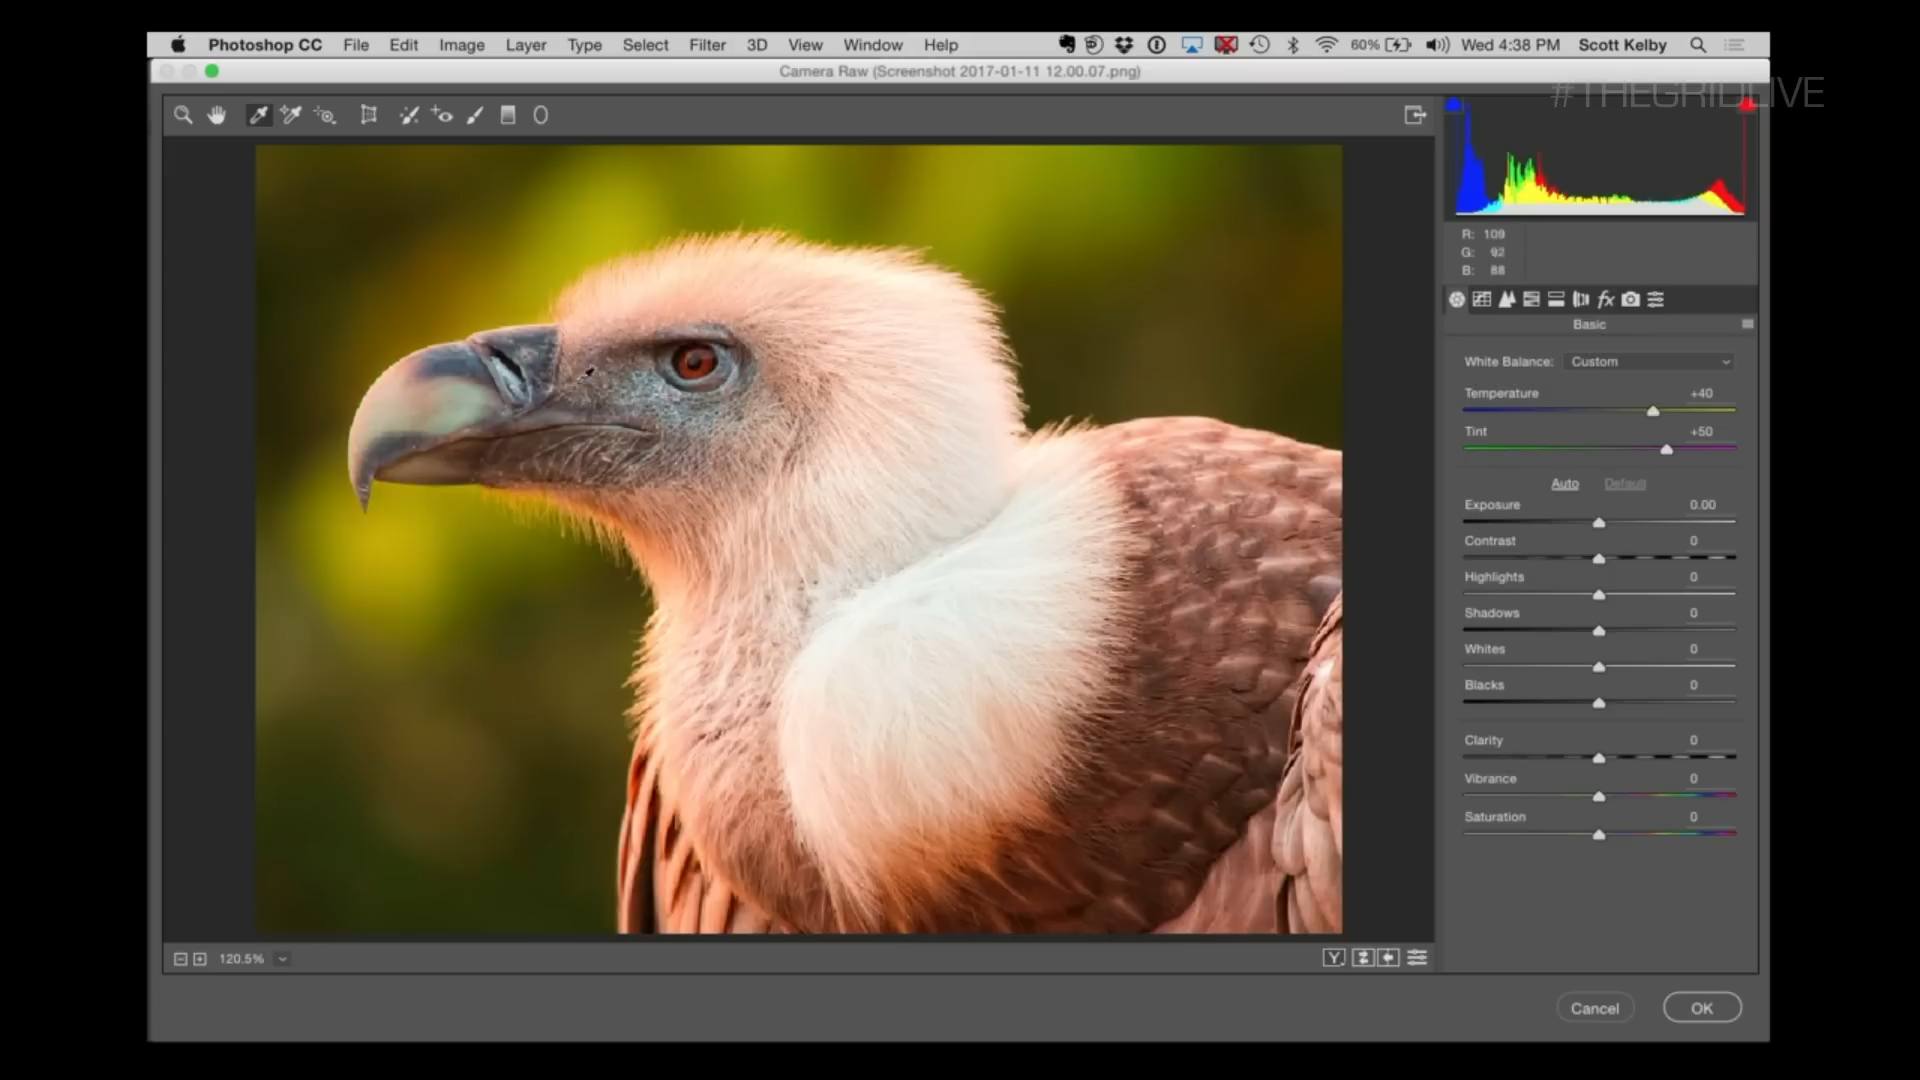 Photoshop CC File Edit Image Layer Type Select Filter 3D View Window Help 60% Wed 4:38 PM Scott Kelby
Camera Raw (Screenshot 2017-01-11 12.00.07.png)
#THEGRIDLIVE
R: 109
G: 92
B: 88
fx
Basic
White Balance: Custom
Temperature +40
Tint +50
Auto Default
Exposure 0.00
Contrast 0
Highlights 0
Shadows 0
Whites 0
Blacks 0
Clarity 0
Vibrance 0
Saturation 0
120.5% Y
Cancel OK